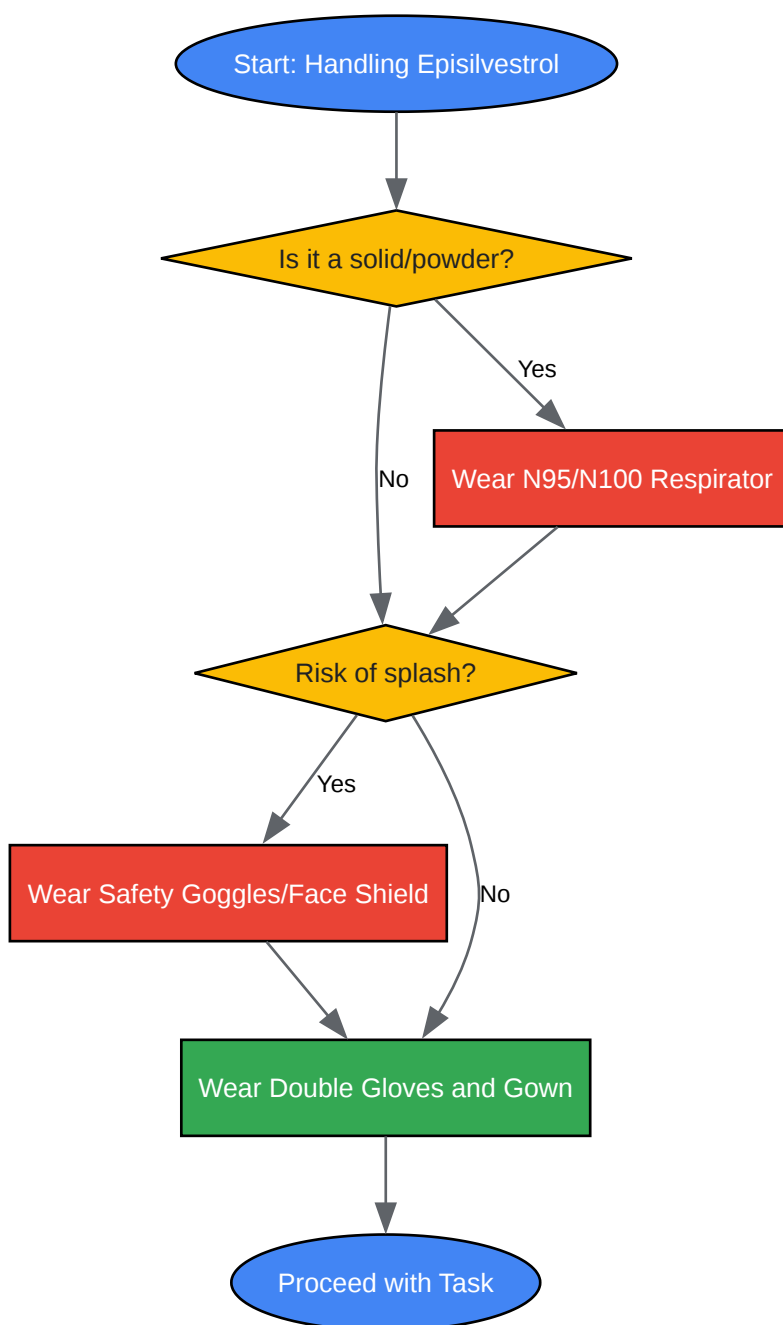 Start: Handling Episilvestrol
Is it a solid/powder?
Yes
Wear N95/N100 Respirator
No
Risk of splash?
Yes
Wear Safety Goggles/Face Shield
No
Wear Double Gloves and Gown
Proceed with Task